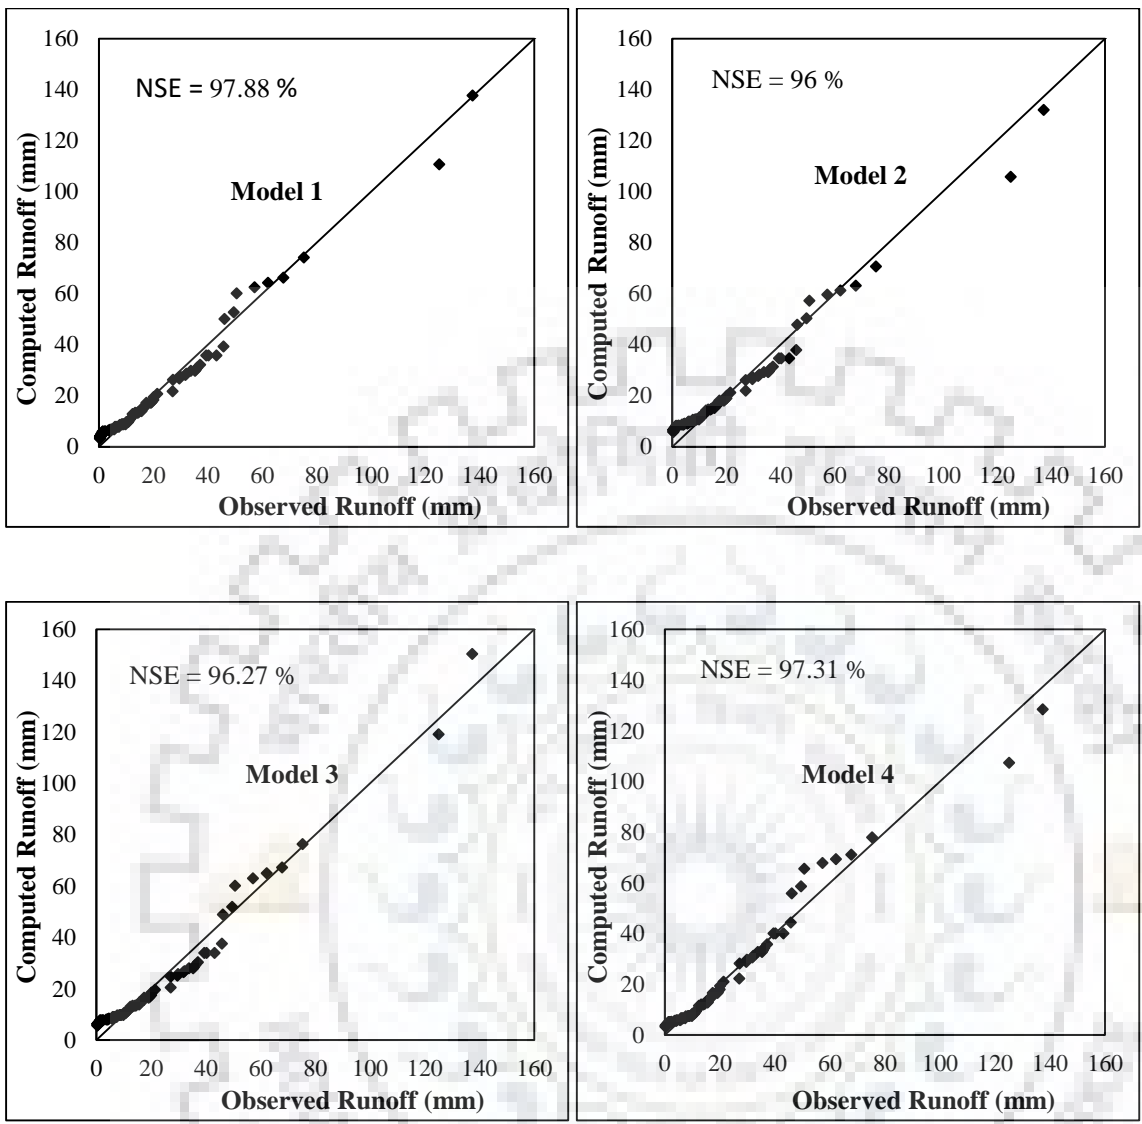 NSE = 97.88 %
Model 1
Computed Runoff (mm)
160
140
120
100
80
60
40
20
0
0 20 40 60 80 100 120 140 160
Observed Runoff (mm)
NSE = 96 %
Model 2
Computed Runoff (mm)
160
140
120
100
80
60
40
20
0
0 20 40 60 80 100 120 140 160
Observed Runoff (mm)
NSE = 96.27 %
Model 3
Computed Runoff (mm)
160
140
120
100
80
60
40
20
0
0 20 40 60 80 100 120 140 160
Observed Runoff (mm)
NSE = 97.31 %
Model 4
Computed Runoff (mm)
160
140
120
100
80
60
40
20
0
0 20 40 60 80 100 120 140 160
Observed Runoff (mm)